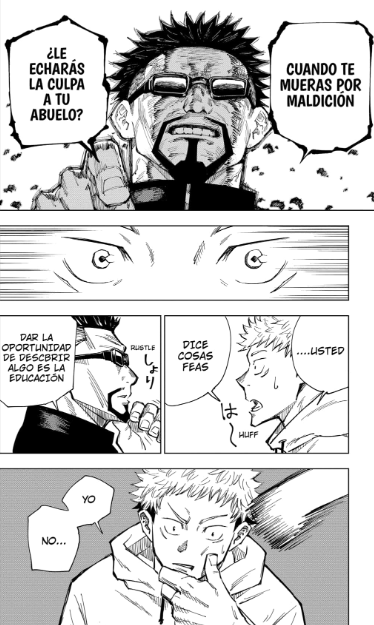 CUANDO TE
MUERAS POR
MALDICIÓN
¿LE
ECHARÁS
LA CULPA
A TU
ABUELO?
....USTED
DICE
COSAS
FEAS
は〜
HUFF
RUSTLE
しょり
DAR LA
OPORTUNIDAD
DE DESCBRIR
ALGO ES LA
EDUCACIÓN
YO
NO...